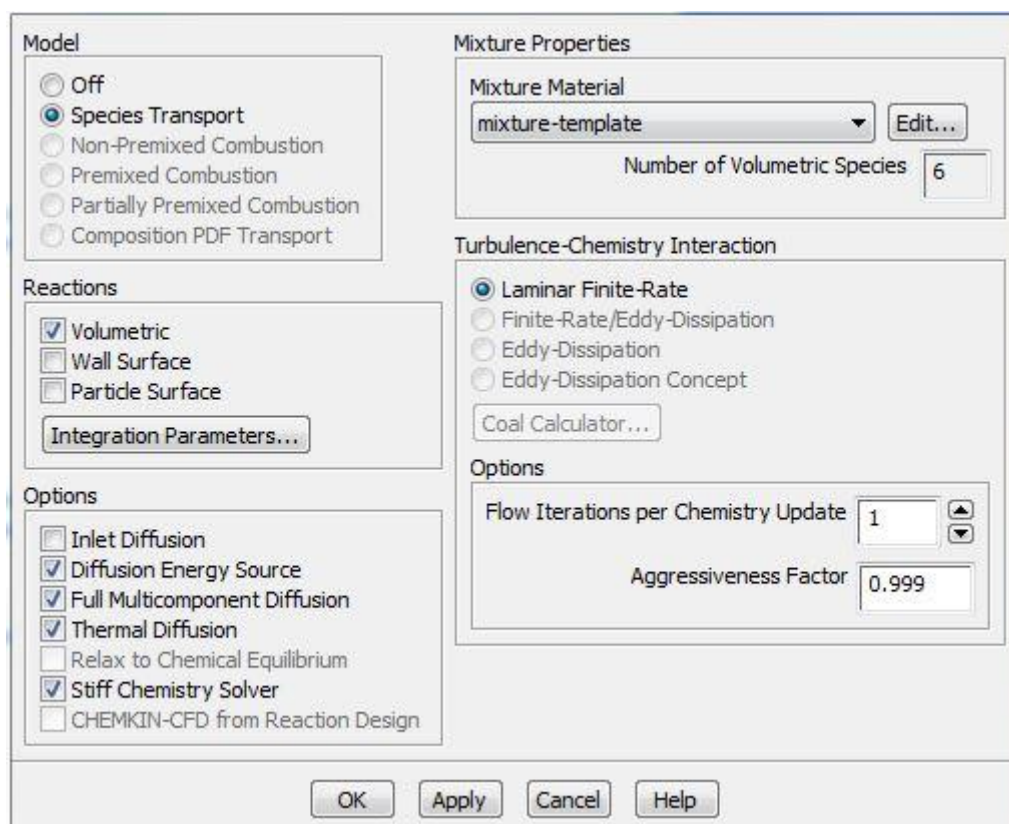 Model
Off
Species Transport
Non-Premixed Combustion
Premixed Combustion
Partially Premixed Combustion
Composition PDF Transport
Reactions
Volumetric
Wall Surface
Particle Surface
Integration Parameters...
Options
Inlet Diffusion
Diffusion Energy Source
Full Multicomponent Diffusion
Thermal Diffusion
Relax to Chemical Equilibrium
Stiff Chemistry Solver
CHEMKIN-CFD from Reaction Design
Mixture Properties
Mixture Material
mixture-template Edit...
Number of Volumetric Species 6
Turbulence-Chemistry Interaction
Laminar Finite-Rate
Finite-Rate/Eddy-Dissipation
Eddy-Dissipation
Eddy-Dissipation Concept
Coal Calculator...
Options
Flow Iterations per Chemistry Update 1
Aggressiveness Factor 0.999
OK Apply Cancel Help